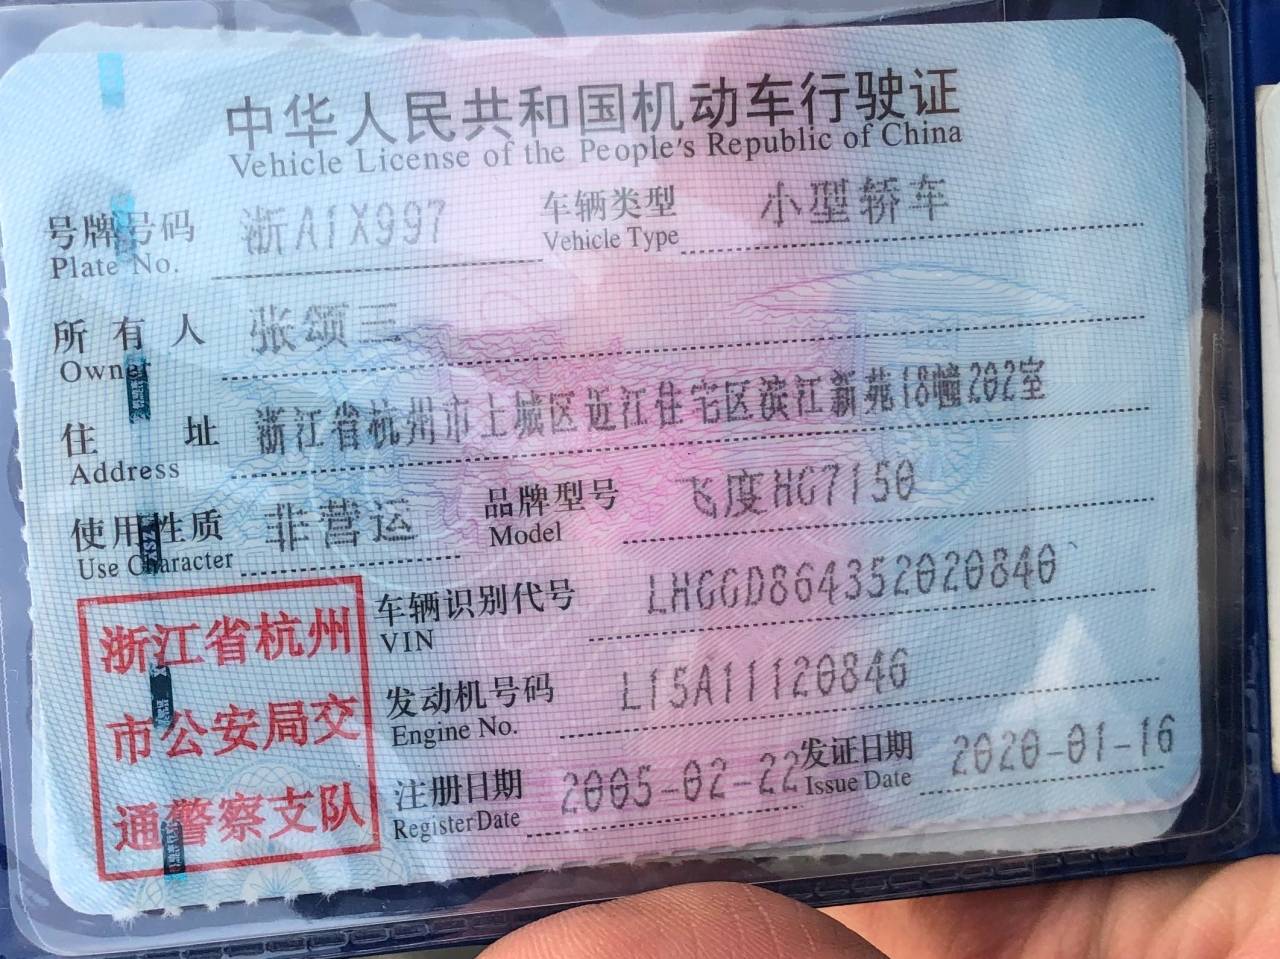 中华人民共和国机动车行驶证
Vehicle License of the People's Republic of China
号牌号码 浙A1X997 车辆类型 小型轿车
Plate No. Vehicle Type
所有人 张颂三
Owner
住址 浙江省杭州市上城区近江住宅区滨江新苑18幢202室
Address
使用性质 非营运 品牌型号 飞度HG7150
Use Character Model
车辆识别代号 LHGGD864352020840
VIN
发动机号码 L15A11120846
Engine No.
注册日期 2005-02-22 发证日期 2020-01-16
Register Date Issue Date
浙江省杭州
市公安局交
通警察支队